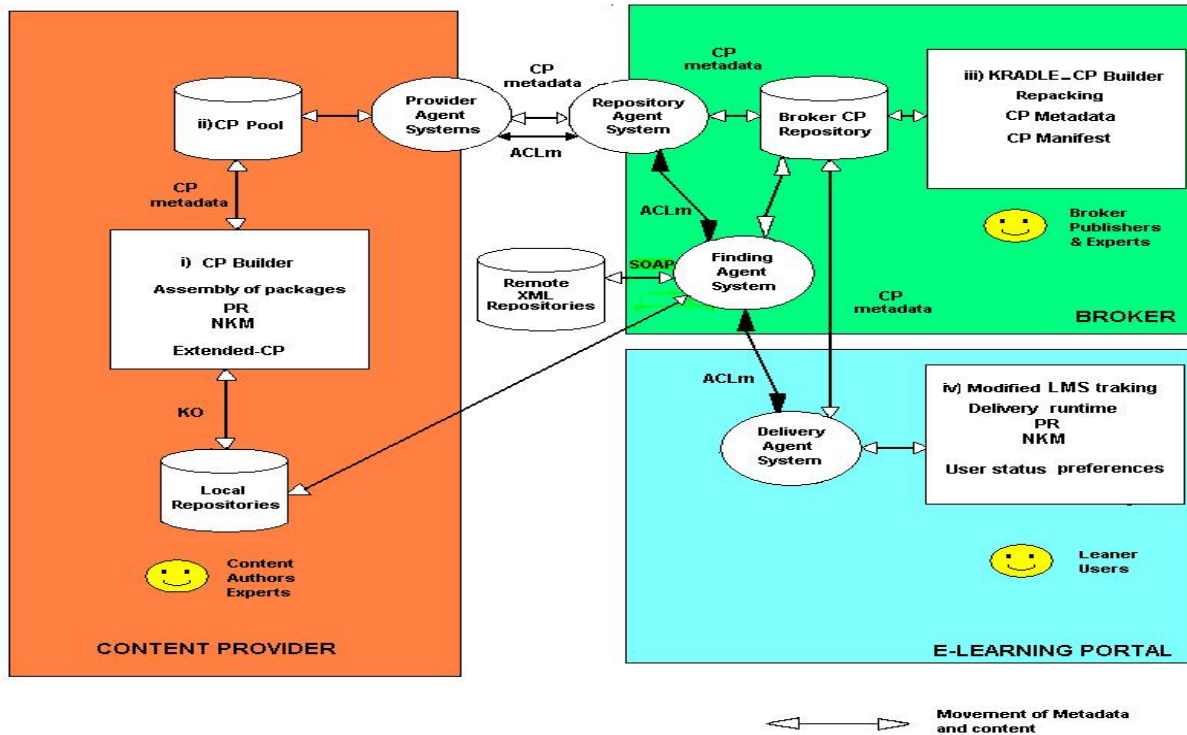 ii)CP Pool
CP
metadata
i) CP Builder
Assembly of packages
PR
NKM
Extended-CP
KO
Local
Repositories
Content
Authors
Experts
CONTENT PROVIDER
Provider
Agent
Systems
CP
metadata
ACLm
Repository
Agent
System
CP
metadata
Broker CP
Repository
iii) KRADLE_CP Builder
Repacking
CP Metadata
CP Manifest
Broker
Publishers
& Experts
ACLm
SOAP
Remote
XML
Repositories
Finding
Agent
System
CP
metadata
BROKER
ACLm
Delivery
Agent
System
iv) Modified LMS traking
Delivery runtime
PR
NKM
User status preferences
Leaner
Users
E-LEARNING PORTAL
Movement of Metadata
and content